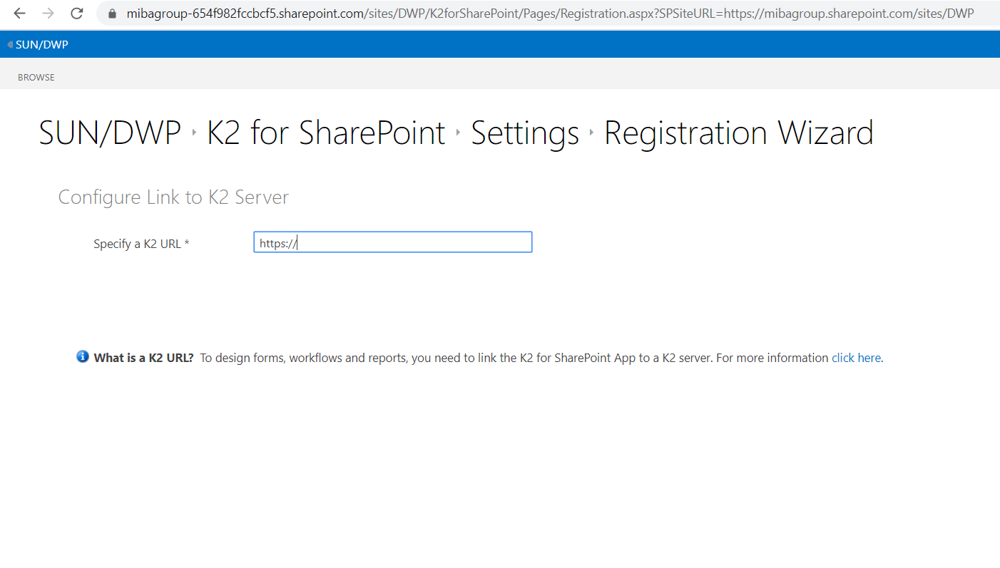 mibagroup-654f982fccbcf5.sharepoint.com/sites/DWP/K2forSharePoint/Pages/Registration.aspx?SPSiteURL=https://mibagroup.sharepoint.com/sites/DWP
SUN/DWP
BROWSE
SUN/DWP K2 for SharePoint Settings Registration Wizard
Configure Link to K2 Server
Specify a K2 URL * https://
What is a K2 URL? To design forms, workflows and reports, you need to link the K2 for SharePoint App to a K2 server. For more information click here.